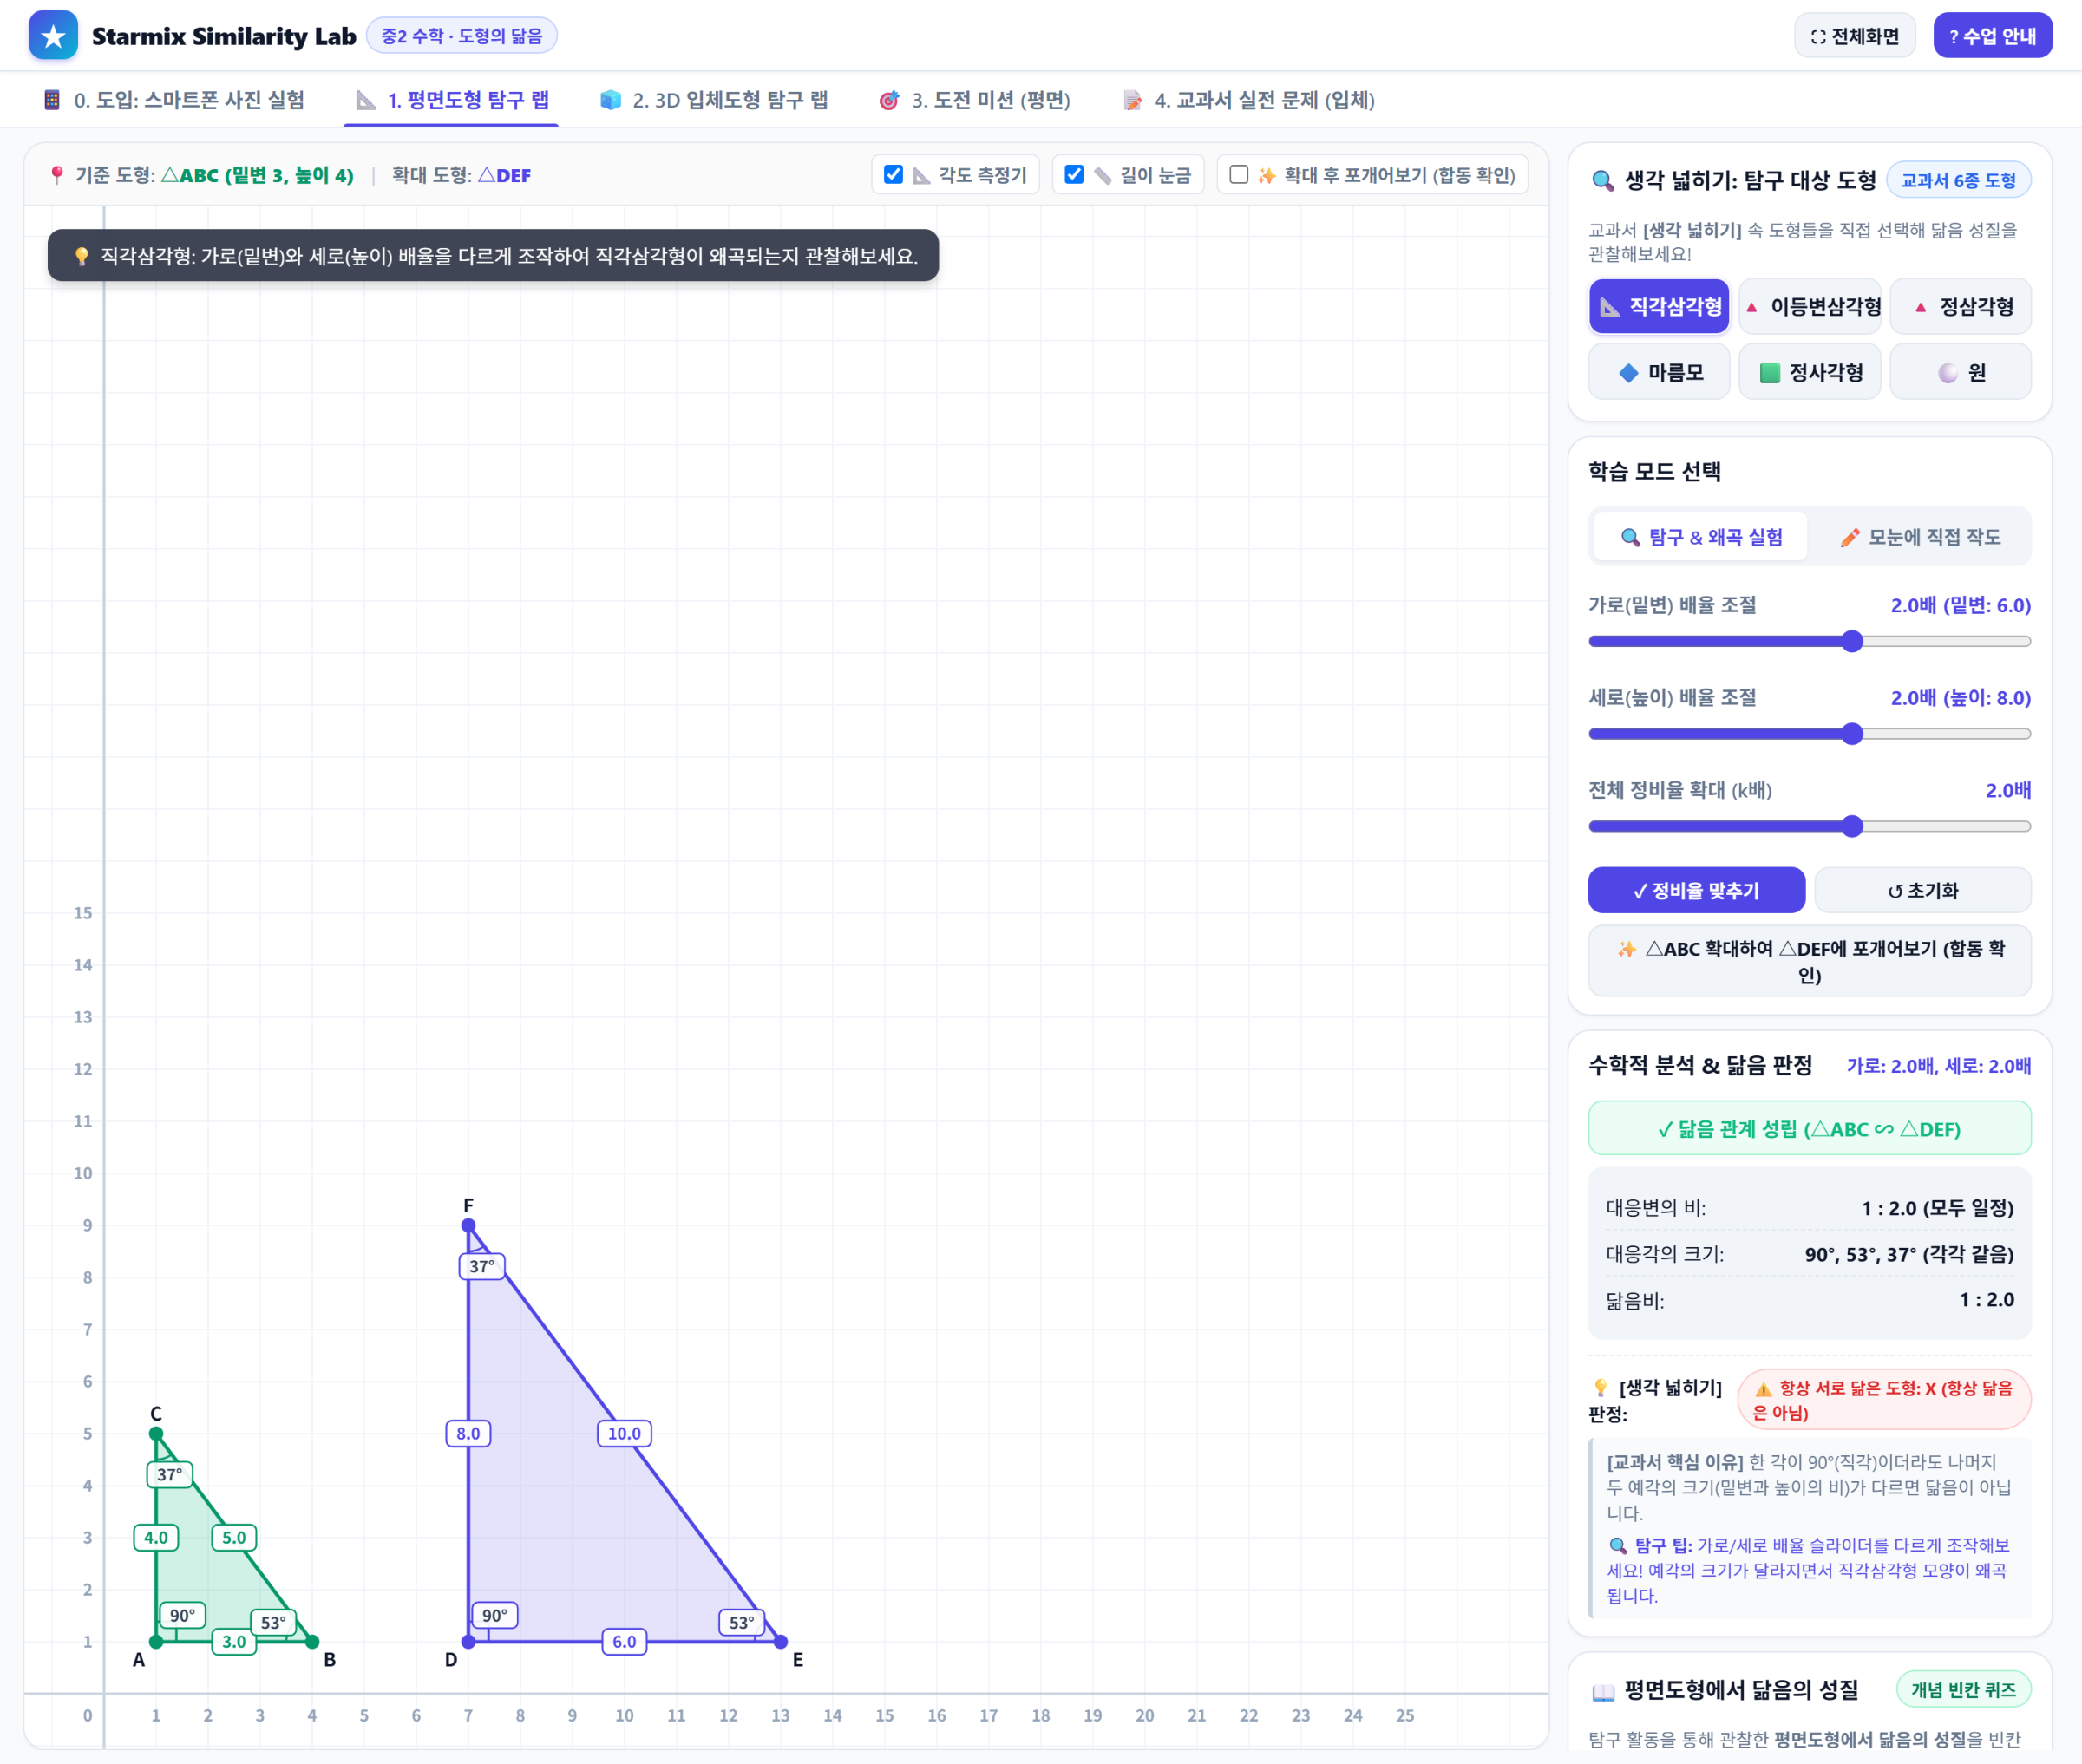 ★ Starmix Similarity Lab 중2 수학 · 도형의 닮음
전체화면 ? 수업 안내
0. 도입: 스마트폰 사진 실험 1. 평면도형 탐구 랩 2. 3D 입체도형 탐구 랩 3. 도전 미션 (평면) 4. 교과서 실전 문제 (입체)
기준 도형: △ABC (밑변 3, 높이 4) | 확대 도형: △DEF
각도 측정기 길이 눈금 확대 후 포개어보기 (합동 확인)
직각삼각형: 가로(밑변)와 세로(높이) 배율을 다르게 조작하여 직각삼각형이 왜곡되는지 관찰해보세요.
15
14
13
12
11
10
9
8
7
6
5
4
3
2
1
0 1 2 3 4 5 6 7 8 9 10 11 12 13 14 15 16 17 18 19 20 21 22 23 24 25
C
37°
4.0 5.0
90° 53°
3.0
A B
F
37°
8.0 10.0
90° 53°
6.0
D E
생각 넓히기: 탐구 대상 도형 교과서 6종 도형
교과서 [생각 넓히기] 속 도형들을 직접 선택해 닮음 성질을
관찰해보세요!
직각삼각형 이등변삼각형 정삼각형
마름모 정사각형 원
학습 모드 선택
탐구 & 왜곡 실험 모눈에 직접 작도
가로(밑변) 배율 조절 2.0배 (밑변: 6.0)
세로(높이) 배율 조절 2.0배 (높이: 8.0)
전체 정비율 확대 (k배) 2.0배
✓ 정비율 맞추기 ↺ 초기화
△ABC 확대하여 △DEF에 포개어보기 (합동 확
인)
수학적 분석 & 닮음 판정 가로: 2.0배, 세로: 2.0배
✓ 닮음 관계 성립 (△ABC ∽ △DEF)
대응변의 비: 1 : 2.0 (모두 일정)
대응각의 크기: 90°, 53°, 37° (각각 같음)
닮음비: 1 : 2.0
[생각 넓히기]
판정:
항상 서로 닮은 도형: X (항상 닮음
은 아님)
[교과서 핵심 이유] 한 각이 90°(직각)이더라도 나머지
두 예각의 크기(밑변과 높이의 비)가 다르면 닮음이 아닙
니다.
탐구 팁: 가로/세로 배율 슬라이더를 다르게 조작해보
세요! 예각의 크기가 달라지면서 직각삼각형 모양이 왜곡
됩니다.
평면도형에서 닮음의 성질 개념 빈칸 퀴즈
탐구 활동을 통해 관찰한 평면도형에서 닮음의 성질을 빈칸